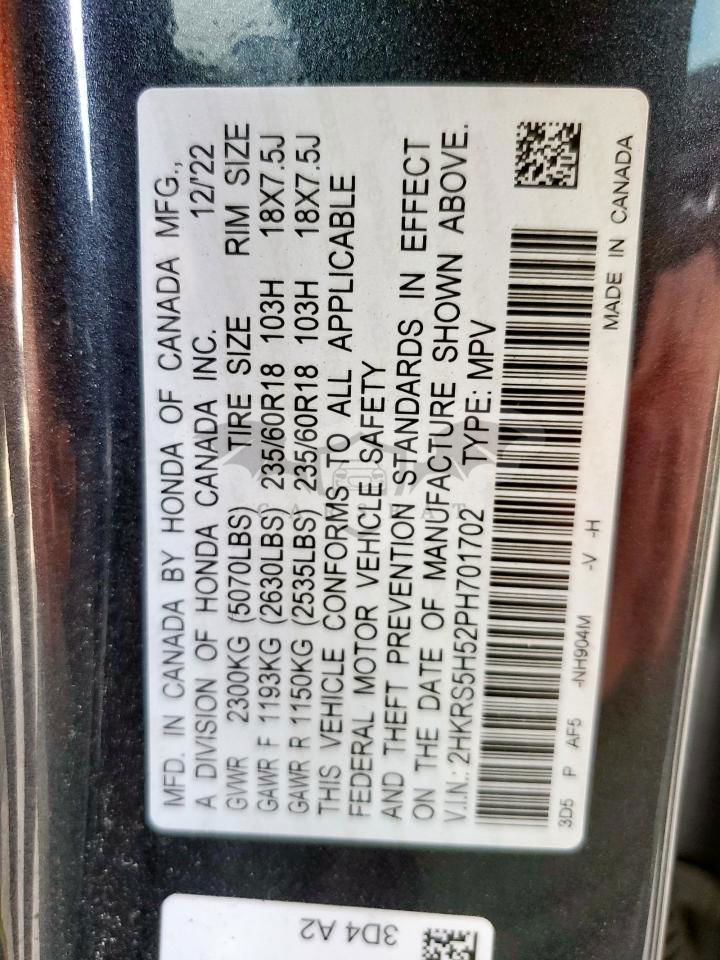 MFD. IN CANADA BY HONDA OF CANADA MFG.,
A DIVISION OF HONDA CANADA INC. 12/'22
GVWR 2300KG (5070LBS) TIRE SIZE RIM SIZE
GAWR F 1193KG (2630LBS) 235/60R18 103H 18X7.5J
GAWR R 1150KG (2535LBS) 235/60R18 103H 18X7.5J
THIS VEHICLE CONFORMS TO ALL APPLICABLE
FEDERAL MOTOR VEHICLE SAFETY
AND THEFT PREVENTION STANDARDS IN EFFECT
ON THE DATE OF MANUFACTURE SHOWN ABOVE.
V.I.N.: 2HKRS5H52PH701702 TYPE: MPV
3D5 P AF5 -NH904M -V -H
MADE IN CANADA
3D4 A2